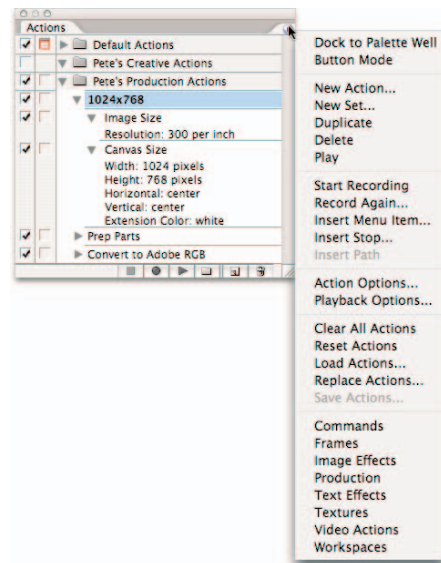 Actions
Default Actions
Pete's Creative Actions
Pete's Production Actions
1024x768
Image Size
Resolution: 300 per inch
Canvas Size
Width: 1024 pixels
Height: 768 pixels
Horizontal: center
Vertical: center
Extension Color: white
Prep Parts
Convert to Adobe RGB
Dock to Palette Well
Button Mode
New Action...
New Set...
Duplicate
Delete
Play
Start Recording
Record Again...
Insert Menu Item...
Insert Stop...
Insert Path
Action Options...
Playback Options...
Clear All Actions
Reset Actions
Load Actions...
Replace Actions...
Save Actions...
Commands
Frames
Image Effects
Production
Text Effects
Textures
Video Actions
Workspaces